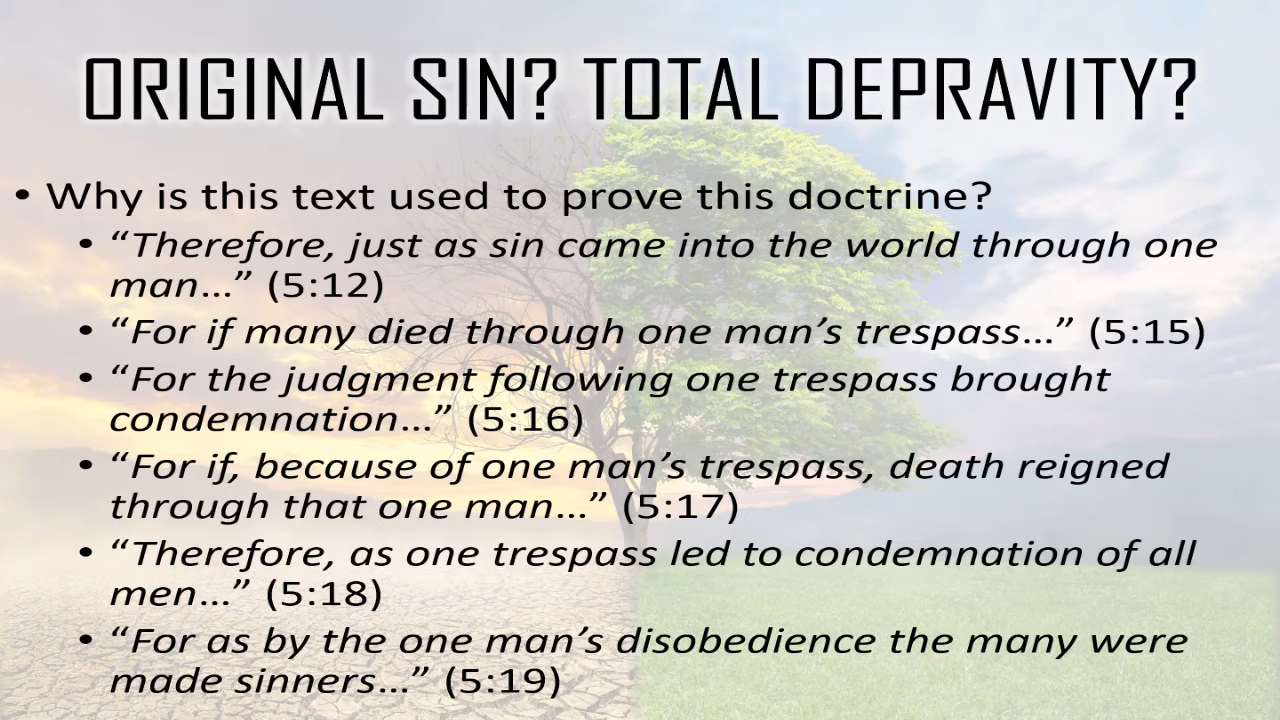 ORIGINAL SIN? TOTAL DEPRAVITY?
• Why is this text used to prove this doctrine?
• “Therefore, just as sin came into the world through one
man…” (5:12)
• “For if many died through one man’s trespass…” (5:15)
• “For the judgment following one trespass brought
condemnation…” (5:16)
• “For if, because of one man’s trespass, death reigned
through that one man…” (5:17)
• “Therefore, as one trespass led to condemnation of all
men…” (5:18)
• “For as by the one man’s disobedience the many were
made sinners…” (5:19)